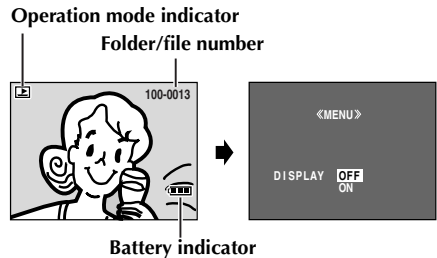 Operation mode indicator
Folder/file number
100-0013
《MENU》
DISPLAY OFF
ON
Battery indicator